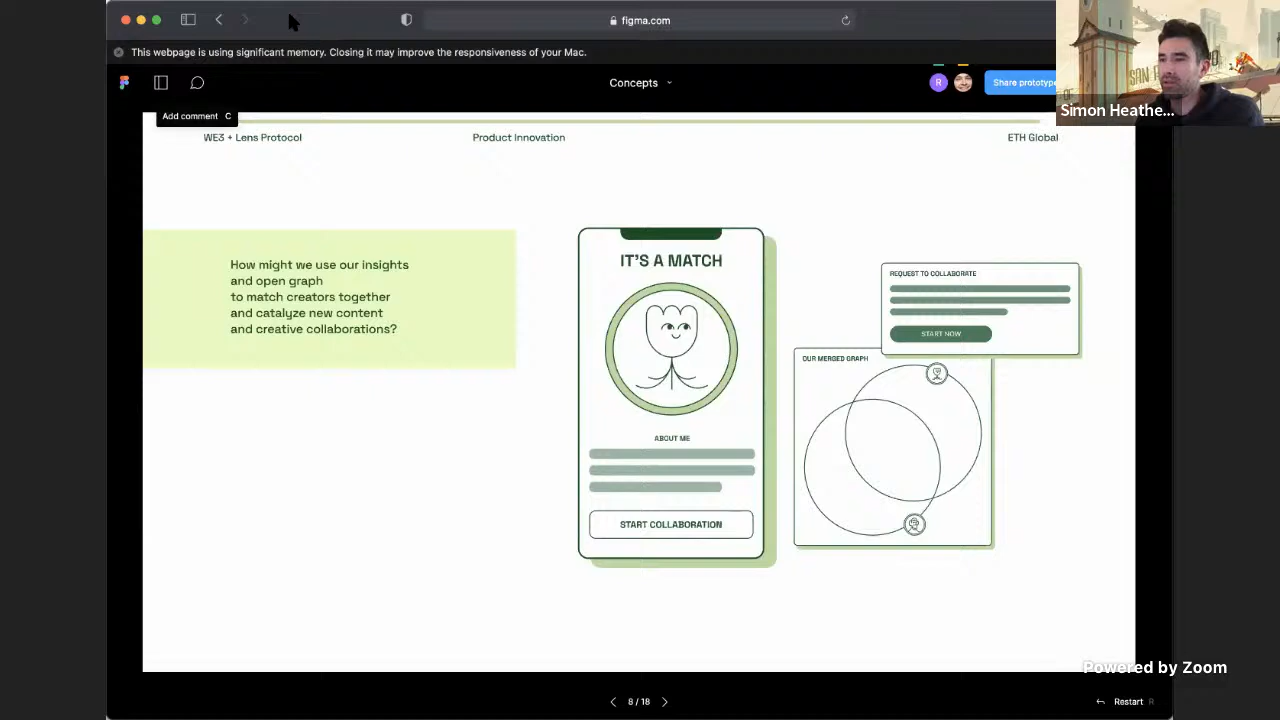 figma.com
This webpage is using significant memory. Closing it may improve the responsiveness of your Mac.
Concepts
R
Share prototype
Simon Heathe...
Add comment C
WE3 + Lens Protocol
Product Innovation
ETH Global
How might we use our insights
and open graph
to match creators together
and catalyze new content
and creative collaborations?
IT'S A MATCH
ABOUT ME
START COLLABORATION
REQUEST TO COLLABORATE
START NOW
OUR MERGED GRAPH
Powered by Zoom
8 / 18
Restart R